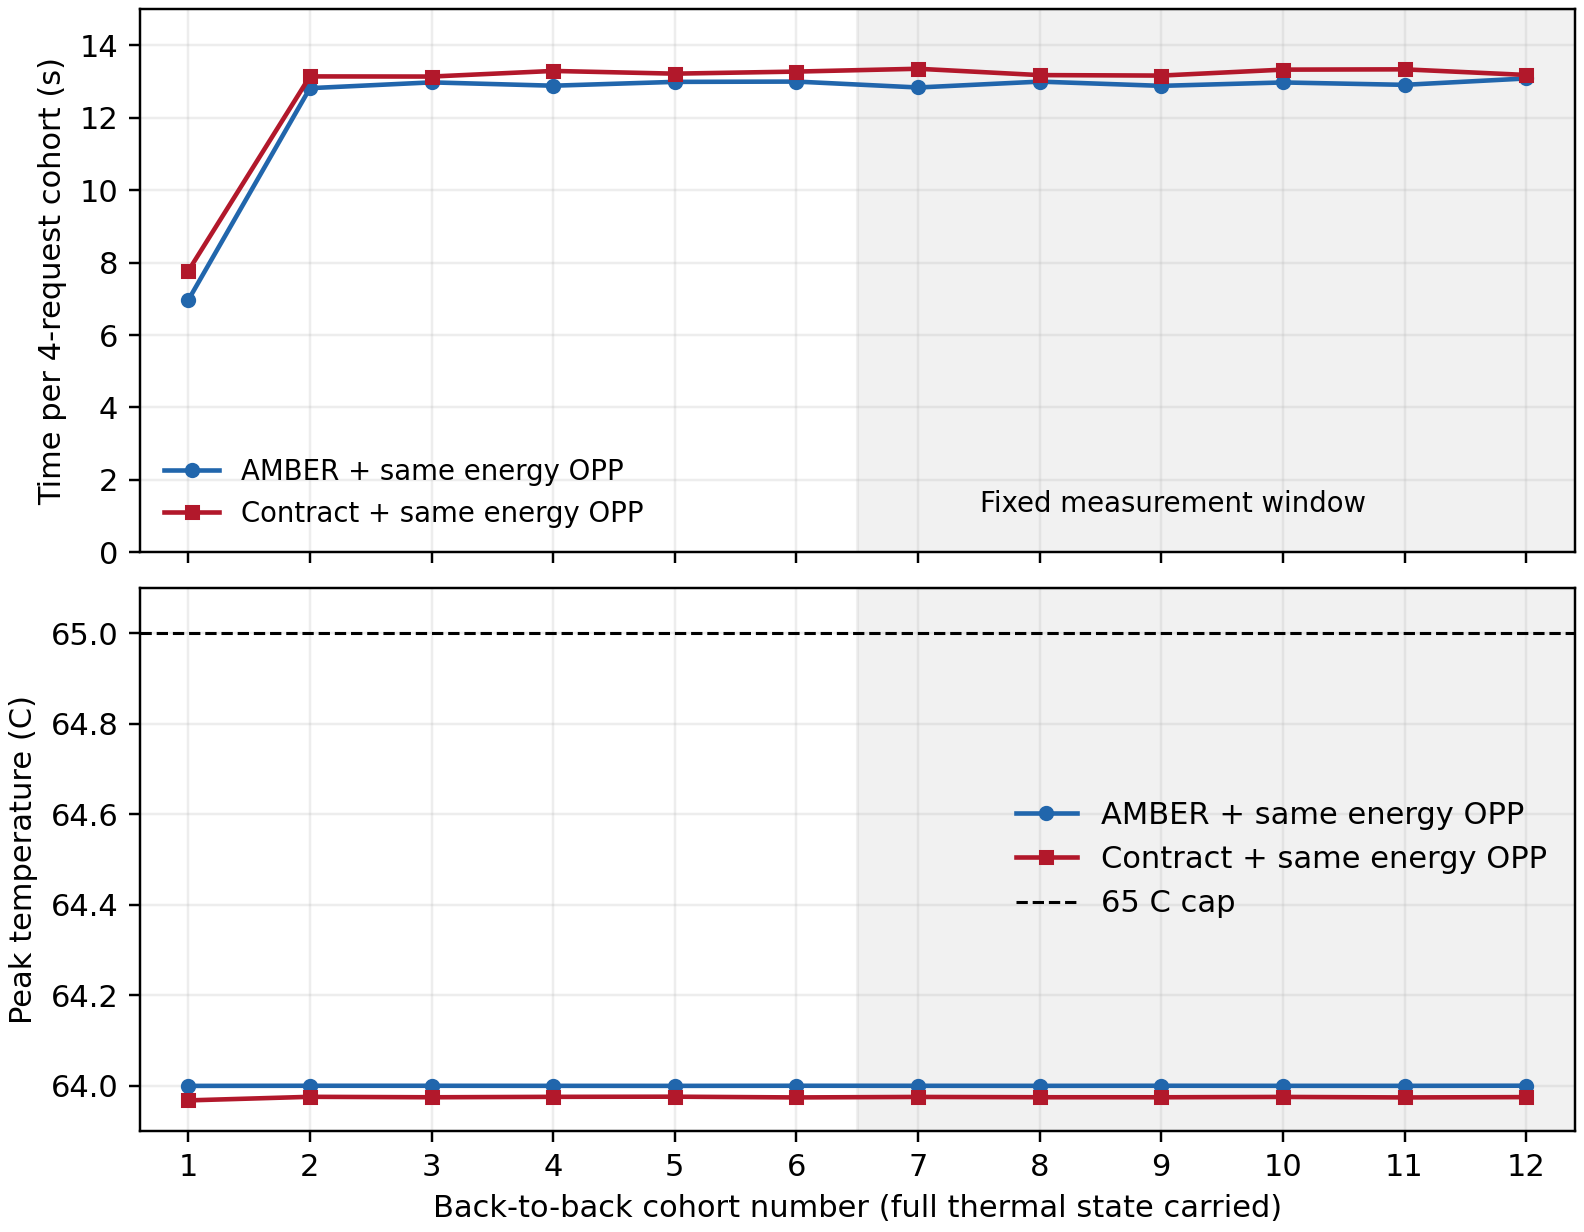 Time per 4-request cohort (s)
14
12
10
8
6
4
2
0
AMBER + same energy OPP
Contract + same energy OPP
Fixed measurement window
Peak temperature (C)
65.0
64.8
64.6
64.4
64.2
64.0
AMBER + same energy OPP
Contract + same energy OPP
65 C cap
1 2 3 4 5 6 7 8 9 10 11 12
Back-to-back cohort number (full thermal state carried)